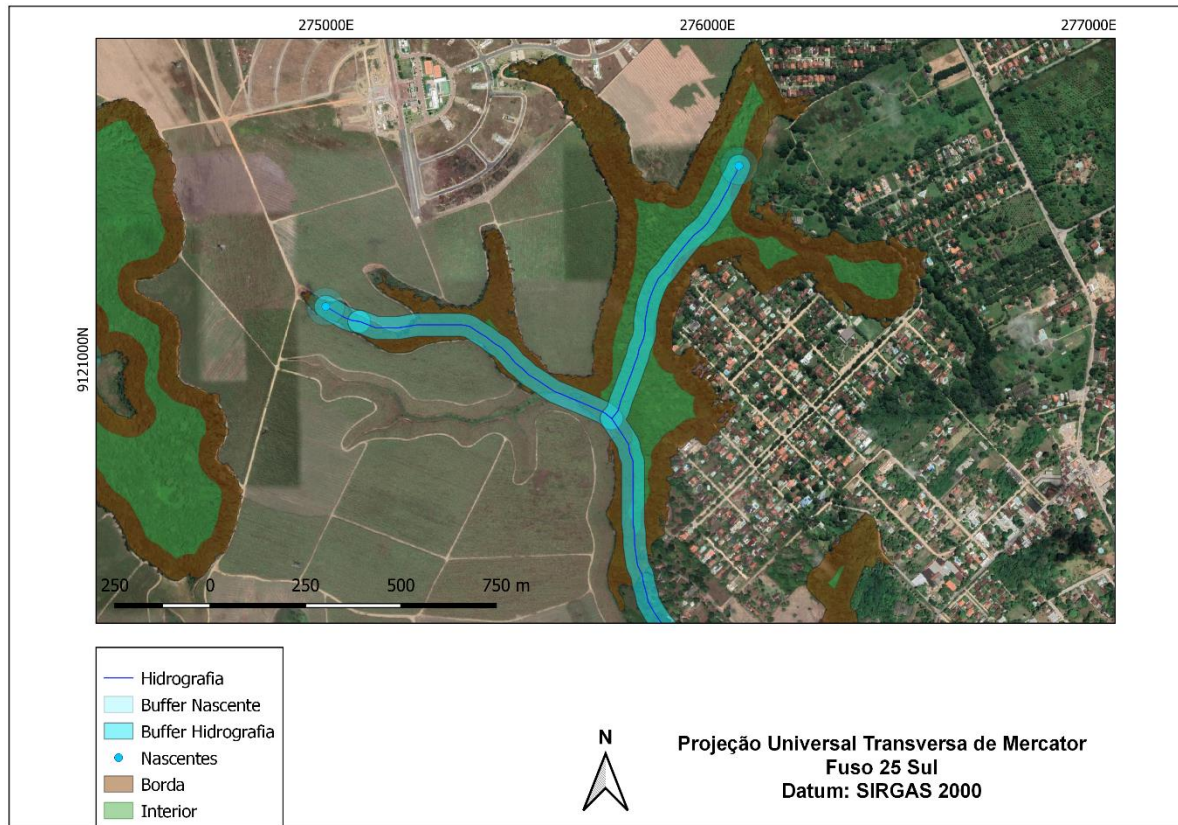 275000E 276000E 277000E
9121000N
250 0 250 500 750 m
Hidrografia
Buffer Nascente
Buffer Hidrografia
Nascentes
Borda
Interior
N
Projeção Universal Transversa de Mercator
Fuso 25 Sul
Datum: SIRGAS 2000